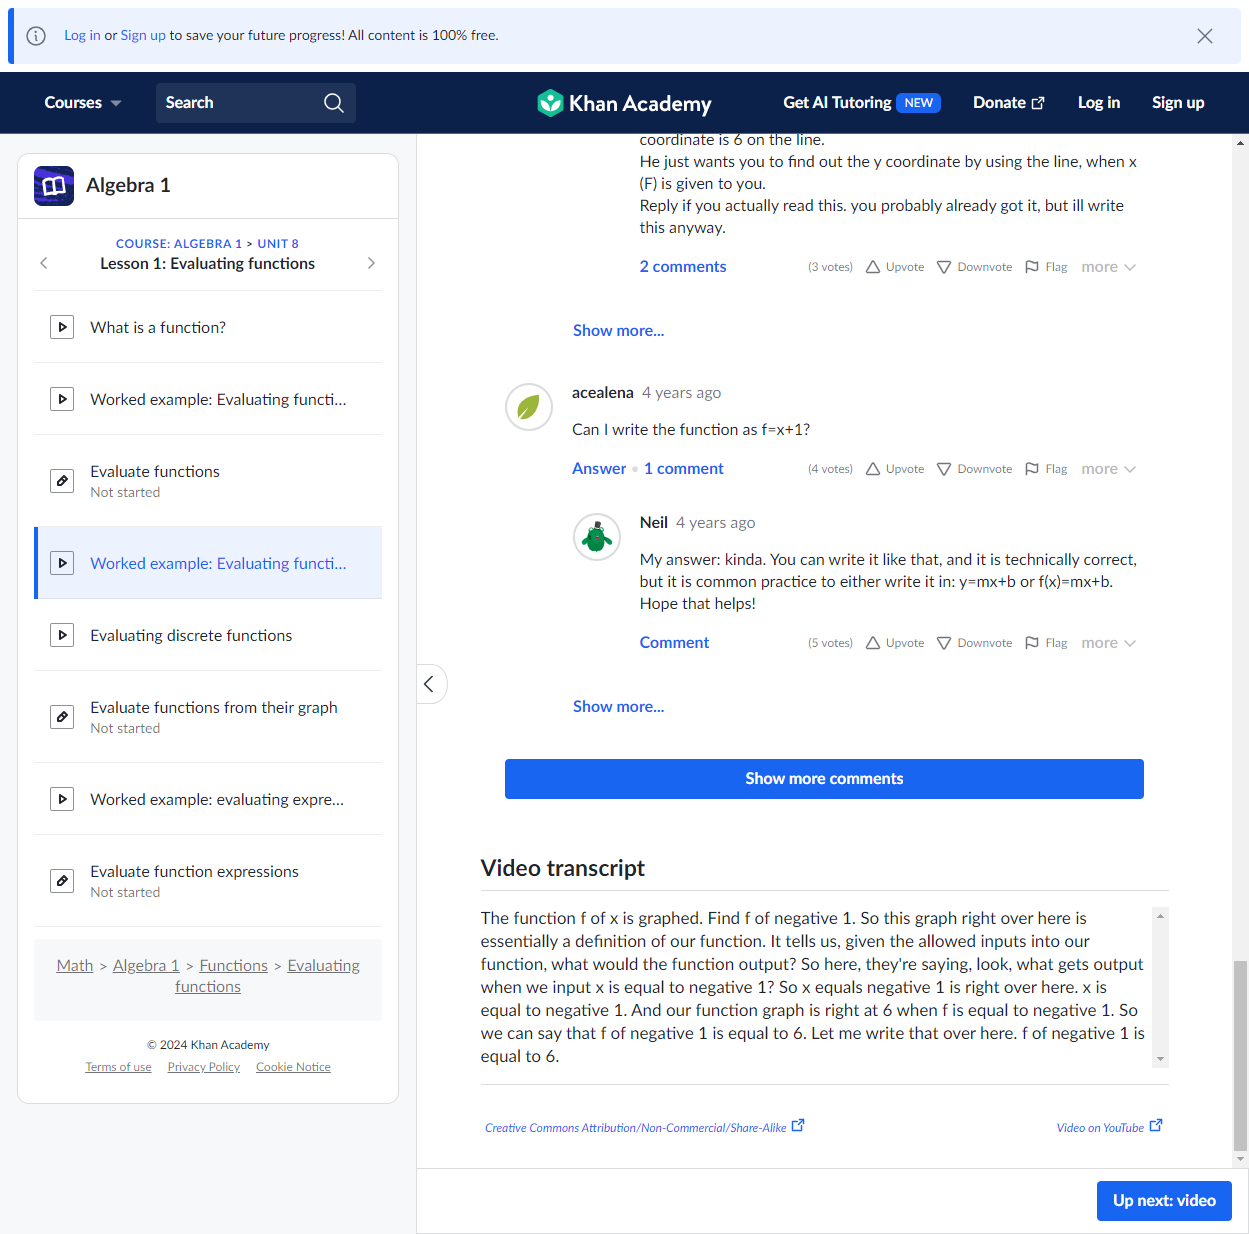 Log in or Sign up to save your future progress! All content is 100% free.
Courses
Search
Khan Academy
Get AI Tutoring NEW
Donate
Log in
Sign up
Algebra 1
COURSE: ALGEBRA 1 > UNIT 8
Lesson 1: Evaluating functions
What is a function?
Worked example: Evaluating functi...
Evaluate functions
Not started
Worked example: Evaluating functi...
Evaluating discrete functions
Evaluate functions from their graph
Not started
Worked example: evaluating expre...
Evaluate function expressions
Not started
Math > Algebra 1 > Functions > Evaluating
functions
© 2024 Khan Academy
Terms of use Privacy Policy Cookie Notice
coordinate is 6 on the line.
He just wants you to find out the y coordinate by using the line, when x
(F) is given to you.
Reply if you actually read this. you probably already got it, but ill write
this anyway.
2 comments (3 votes) Upvote Downvote Flag more
Show more...
acealena 4 years ago
Can I write the function as f=x+1?
Answer • 1 comment (4 votes) Upvote Downvote Flag more
Neil 4 years ago
My answer: kinda. You can write it like that, and it is technically correct,
but it is common practice to either write it in: y=mx+b or f(x)=mx+b.
Hope that helps!
Comment (5 votes) Upvote Downvote Flag more
Show more...
Show more comments
Video transcript
The function f of x is graphed. Find f of negative 1. So this graph right over here is
essentially a definition of our function. It tells us, given the allowed inputs into our
function, what would the function output? So here, they're saying, look, what gets output
when we input x is equal to negative 1? So x equals negative 1 is right over here. x is
equal to negative 1. And our function graph is right at 6 when f is equal to negative 1. So
we can say that f of negative 1 is equal to 6. Let me write that over here. f of negative 1 is
equal to 6.
Creative Commons Attribution/Non-Commercial/Share-Alike
Video on YouTube
Up next: video